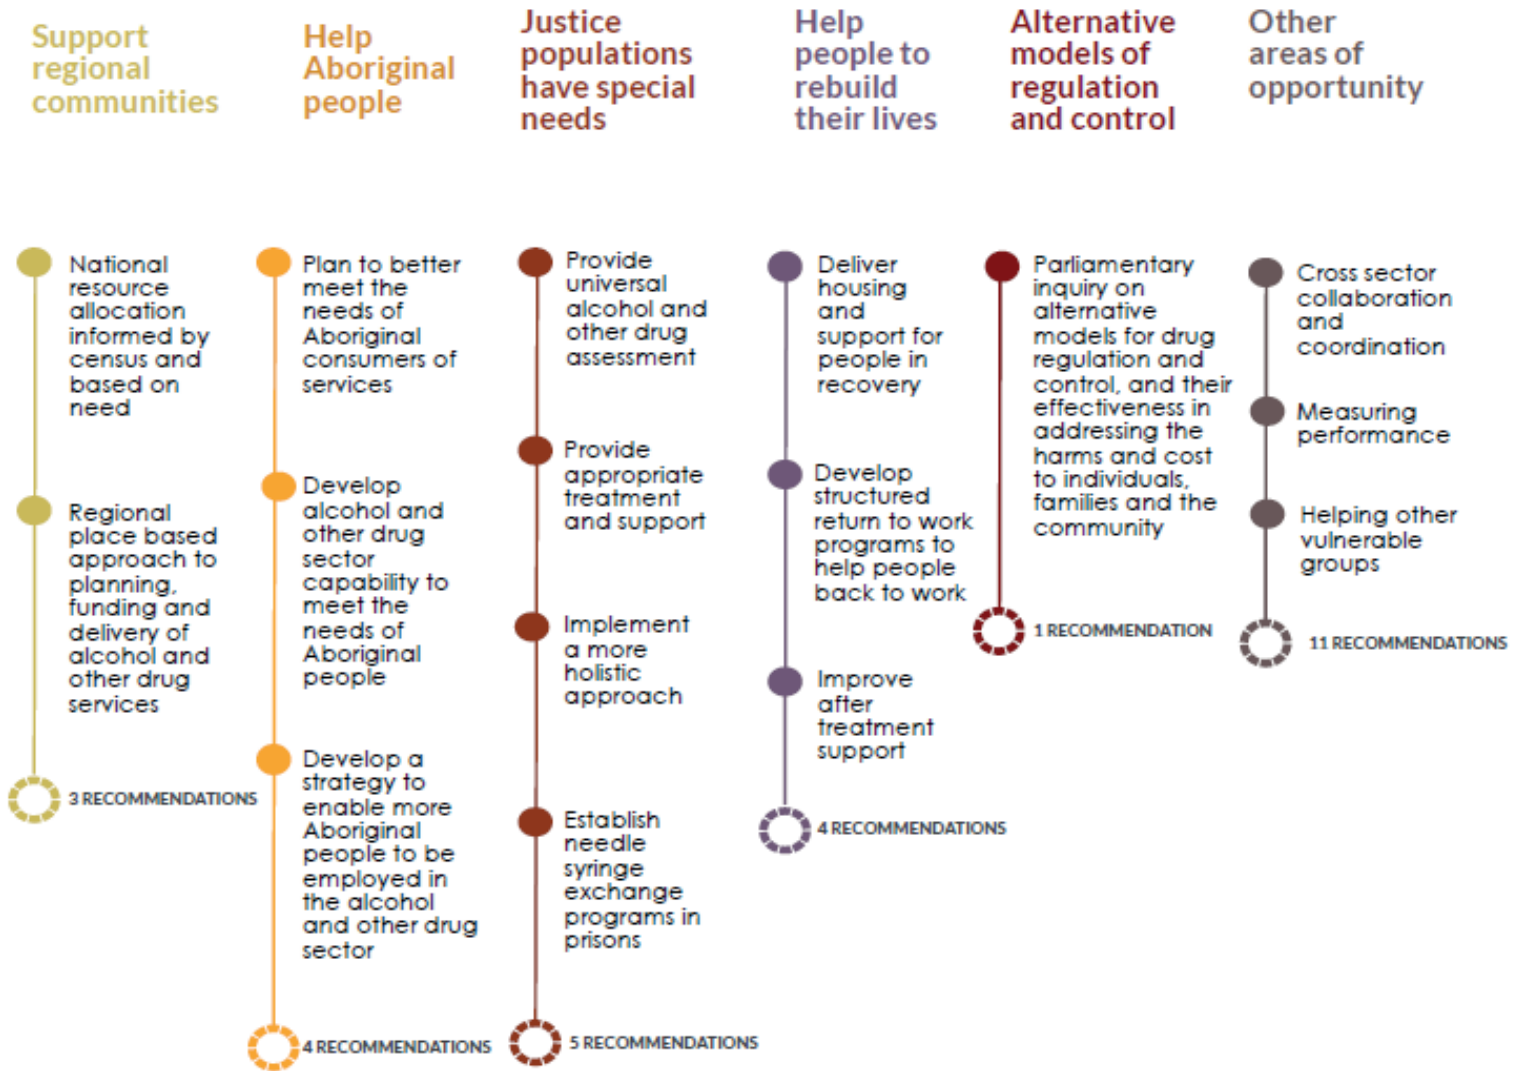 Support
regional
communities
National
resource
allocation
informed by
census and
based on
need
Regional
place based
approach to
planning,
funding and
delivery of
alcohol and
other drug
services
3 RECOMMENDATIONS
Help
Aboriginal
people
Plan to better
meet the
needs of
Aboriginal
consumers of
services
Develop
alcohol and
other drug
sector
capability to
meet the
needs of
Aboriginal
people
Develop a
strategy to
enable more
Aboriginal
people to be
employed in
the alcohol
and other drug
sector
4 RECOMMENDATIONS
Justice
populations
have special
needs
Provide
universal
alcohol and
other drug
assessment
Provide
appropriate
treatment
and support
Implement
a more
holistic
approach
Establish
needle
syringe
exchange
programs in
prisons
5 RECOMMENDATIONS
Help
people to
rebuild
their lives
Deliver
housing
and
support for
people in
recovery
Develop
structured
return to work
programs to
help people
back to work
Improve
after
treatment
support
4 RECOMMENDATIONS
Alternative
models of
regulation
and control
Parliamentary
inquiry on
alternative
models for drug
regulation and
control, and their
effectiveness in
addressing the
harms and cost
to individuals,
families and the
community
1 RECOMMENDATION
Other
areas of
opportunity
Cross sector
collaboration
and
coordination
Measuring
performance
Helping other
vulnerable
groups
11 RECOMMENDATIONS